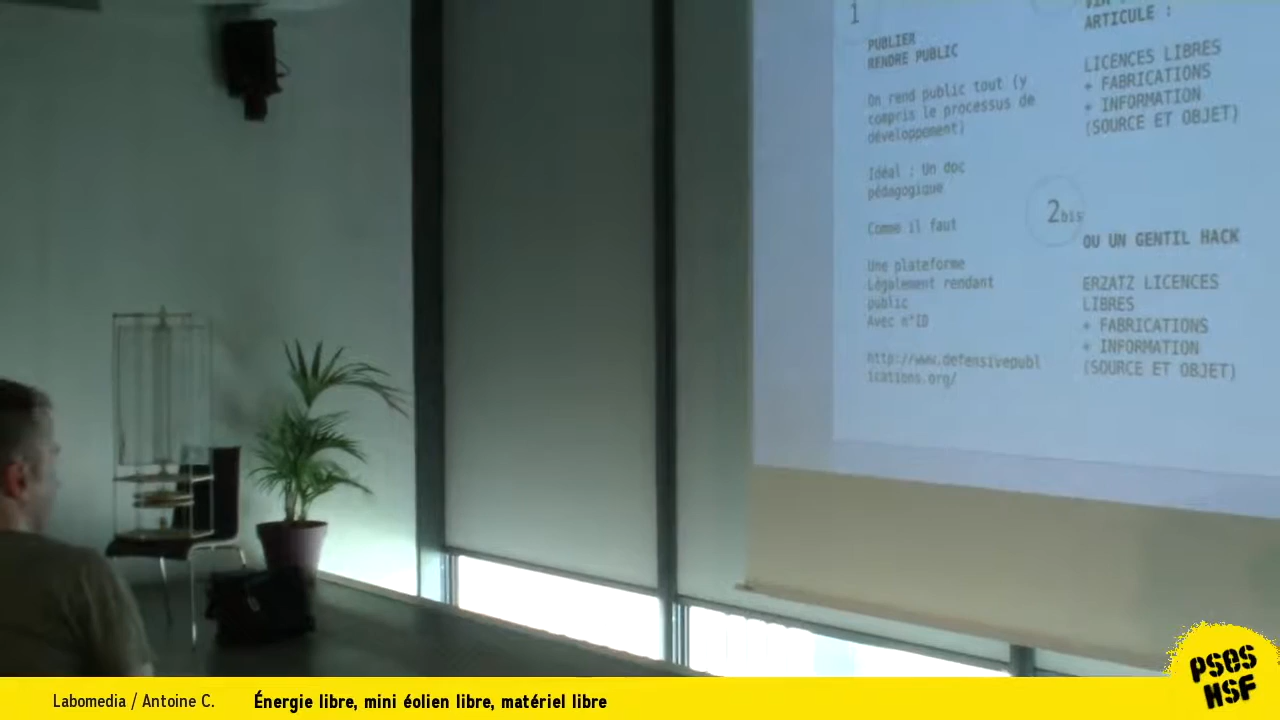 1
PUBLIER
RENDRE PUBLIC
On rend public tout (y
compris le processus de
développement)
Idéal : Un doc
pédagogique
Comme il faut
Une plateforme
Légalement rendant
public
Avec n°ID
http://www.defensivepubl
ications.org/
ARTICULE :
LICENCES LIBRES
+ FABRICATIONS
+ INFORMATION
(SOURCE ET OBJET)
2bis
OU UN GENTIL HACK
ERZATZ LICENCES
LIBRES
+ FABRICATIONS
+ INFORMATION
(SOURCE ET OBJET)
Labomedia / Antoine C.
Énergie libre, mini éolien libre, matériel libre
PSES
HSF